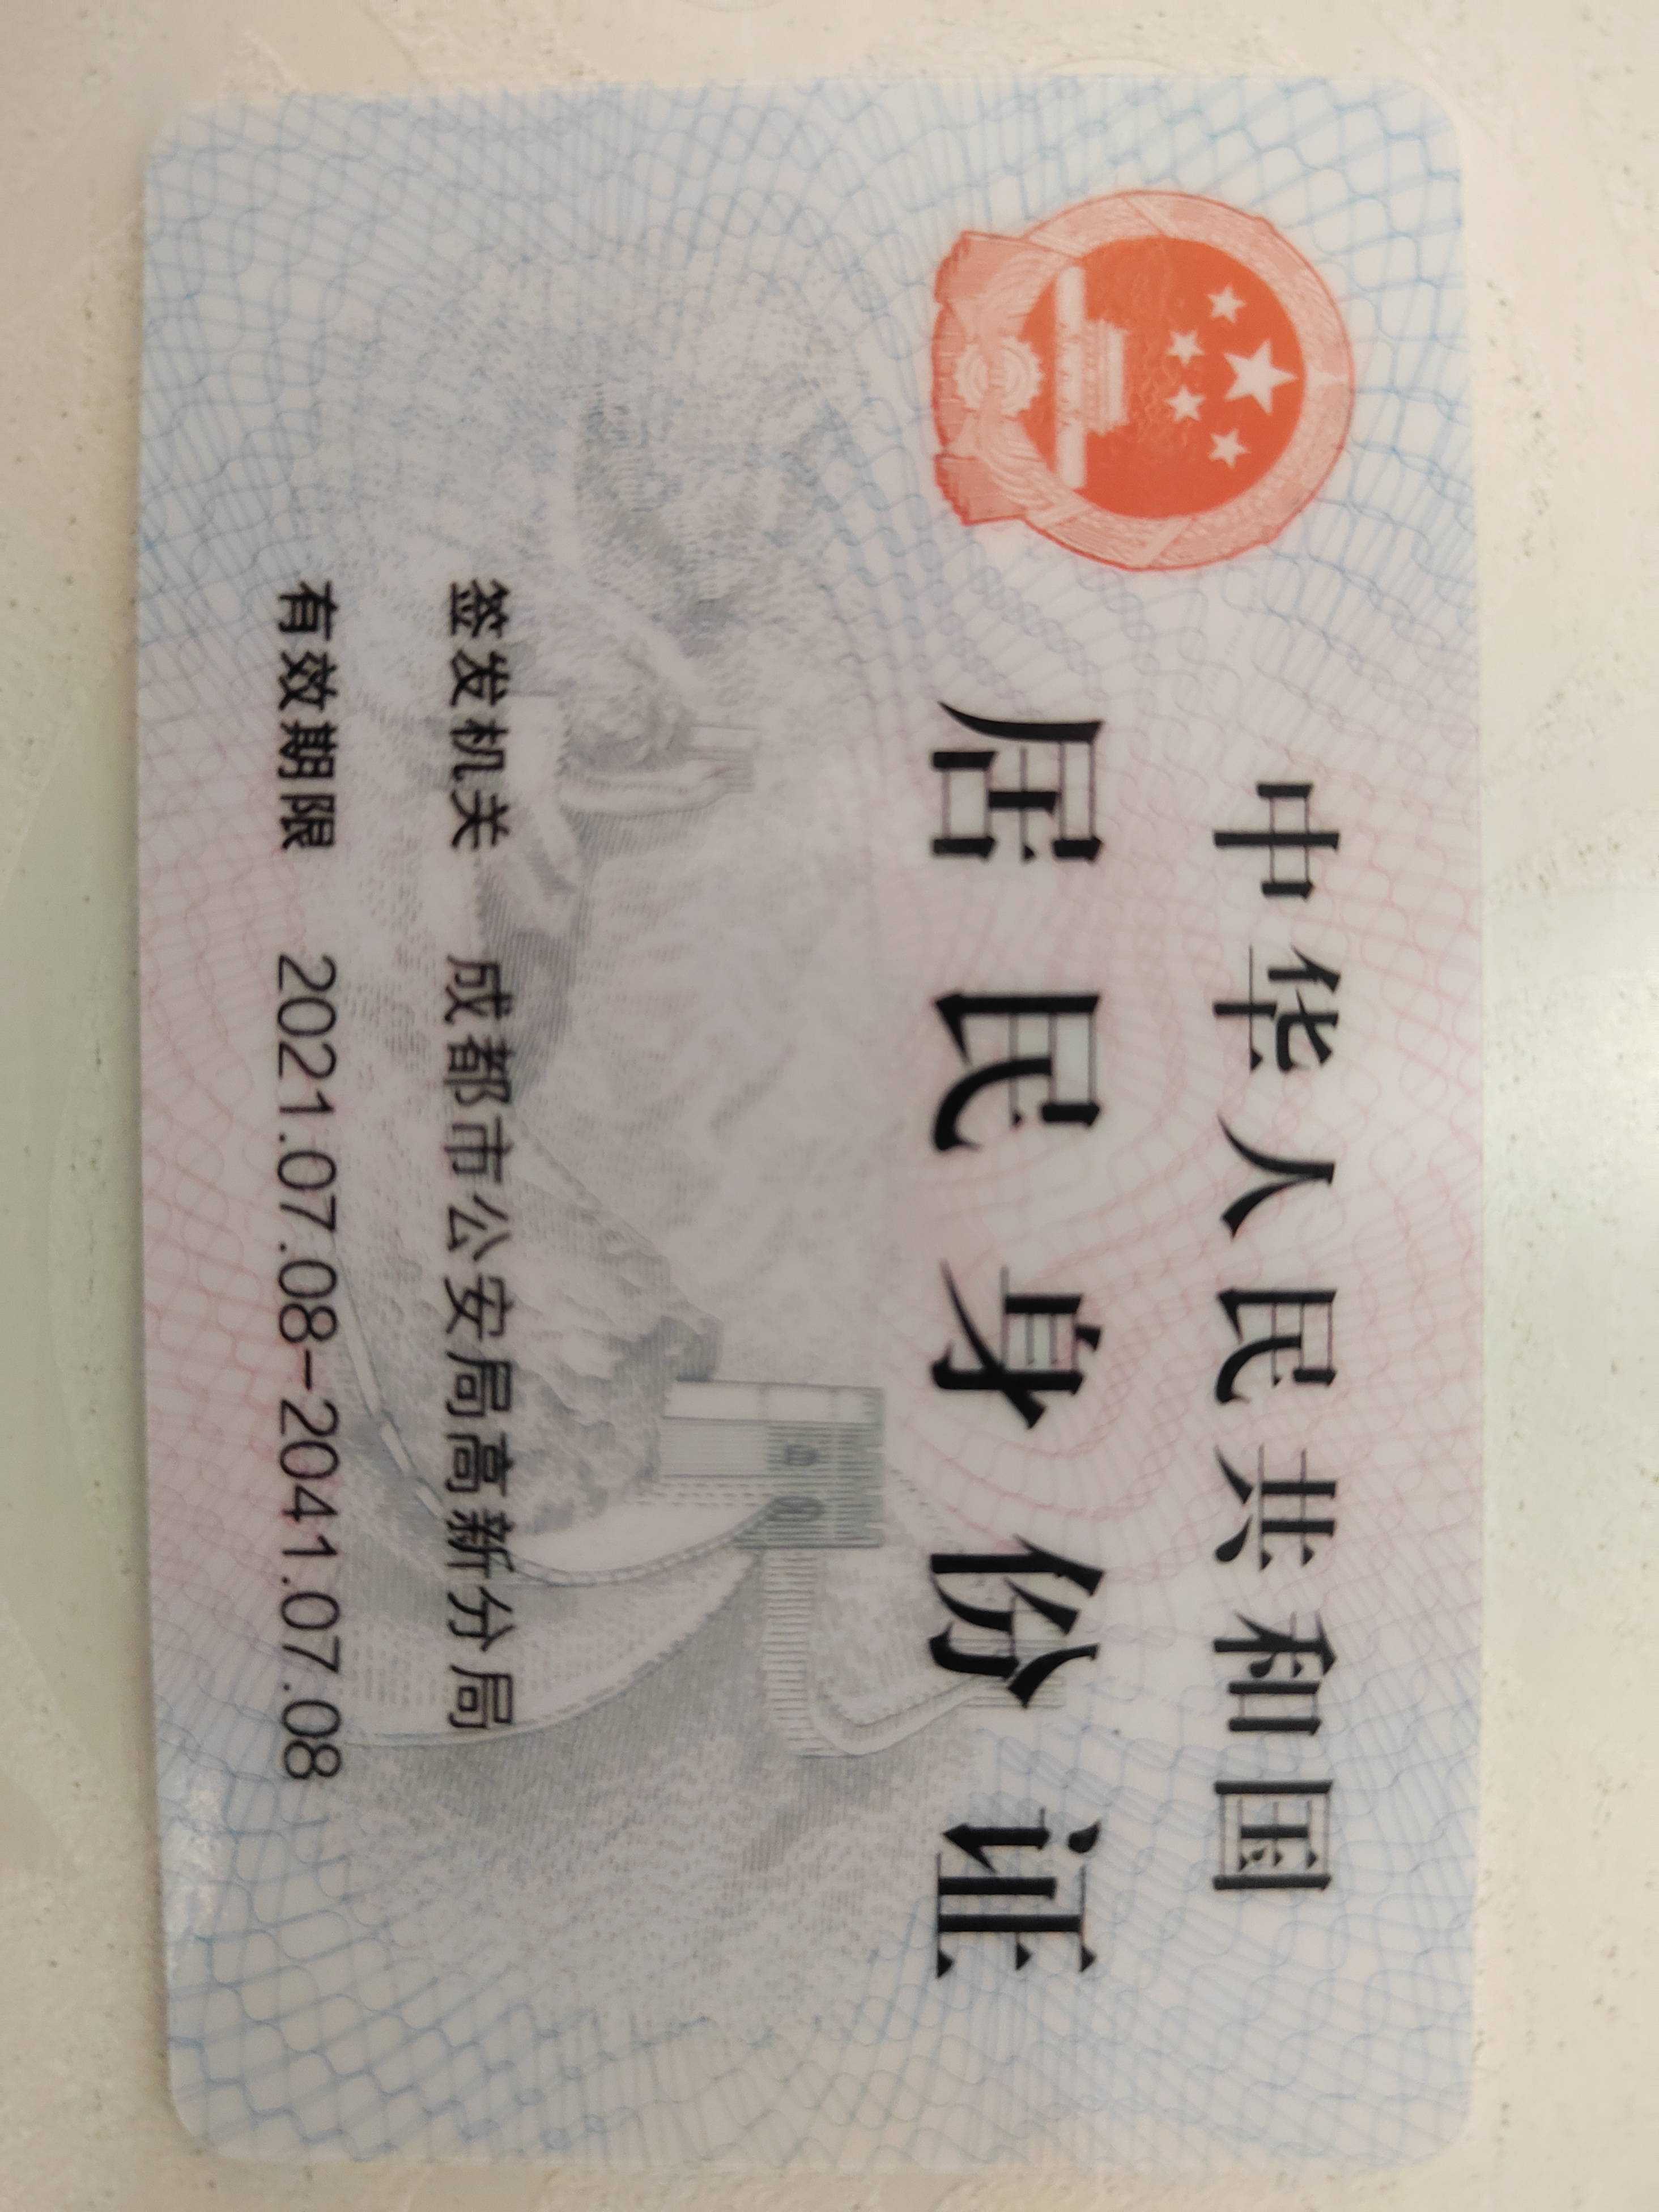 中华人民共和国
居民身份证
签发机关 成都市公安局高新分局
有效期限 2021.07.08-2041.07.08